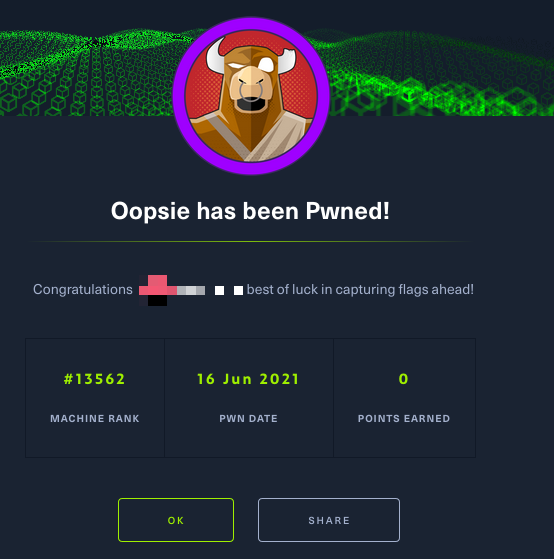 Oopsie has been Pwned!
Congratulations best of luck in capturing flags ahead!
#13562 16 Jun 2021 0
MACHINE RANK PWN DATE POINTS EARNED
OK SHARE